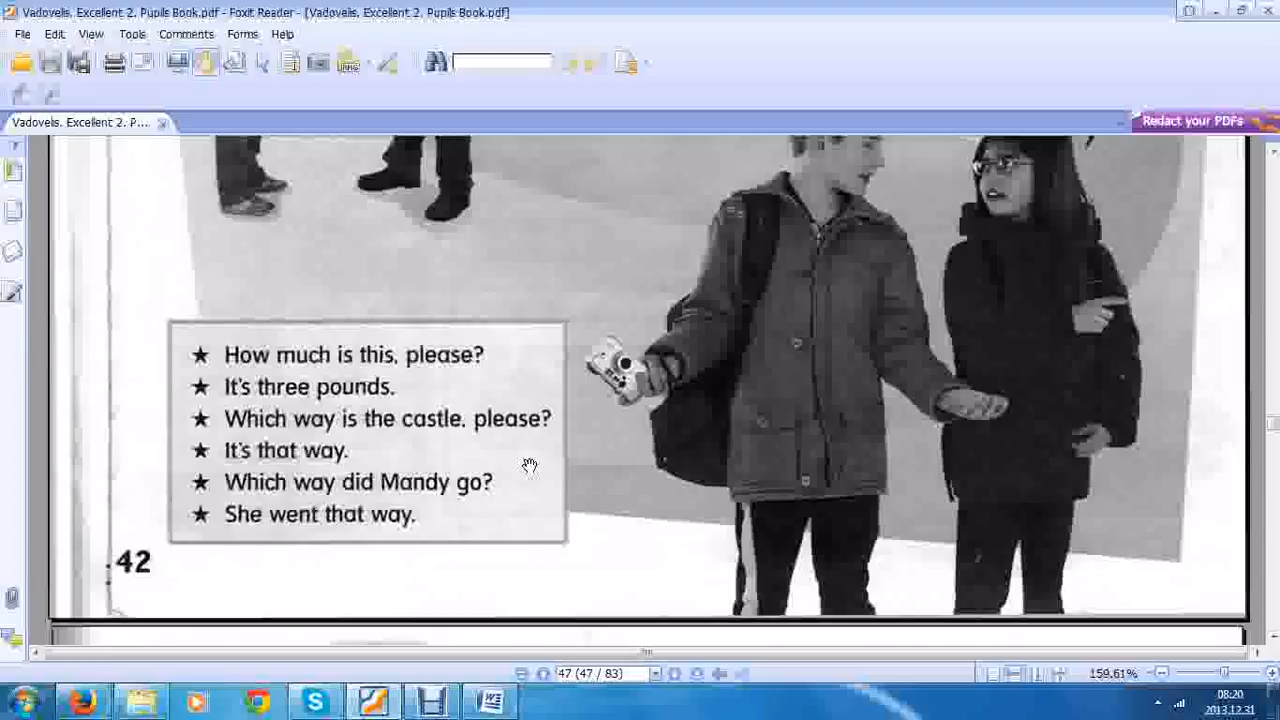 Vadovelis. Excellent 2. Pupils Book.pdf - Foxit Reader - [Vadovelis. Excellent 2. Pupils Book.pdf]
File Edit View Tools Comments Forms Help
Vadovelis. Excellent 2. P...
Redact your PDFs
★ How much is this, please?
★ It's three pounds.
★ Which way is the castle, please?
★ It's that way.
★ Which way did Mandy go?
★ She went that way.
42
47 (47 / 83)
159.61%
08:20
2013.12.31